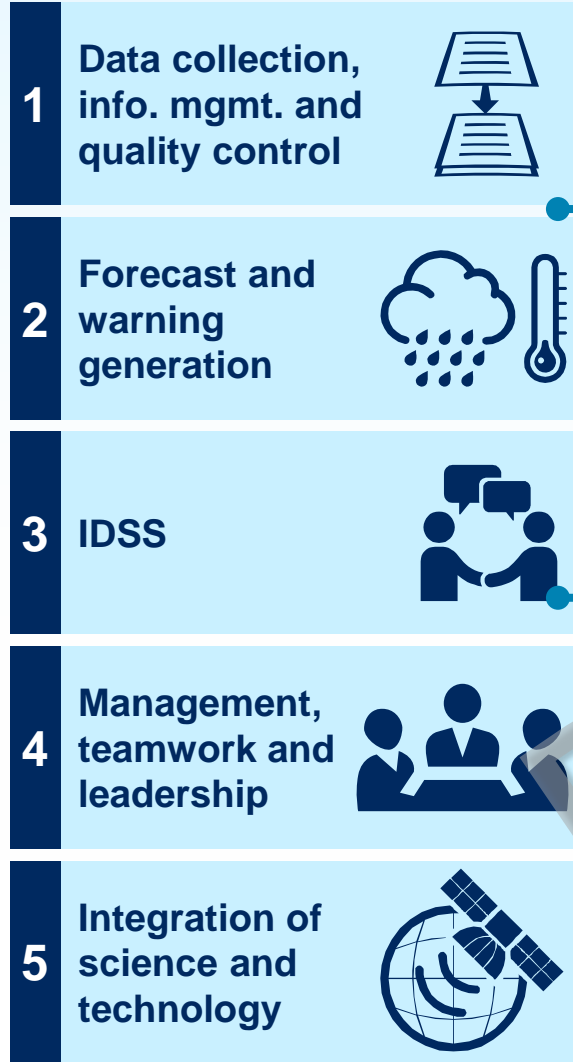 1
Data collection,
info. mgmt. and
quality control
2
Forecast and
warning
generation
3
IDSS
4
Management,
teamwork and
leadership
5
Integration of
science and
technology